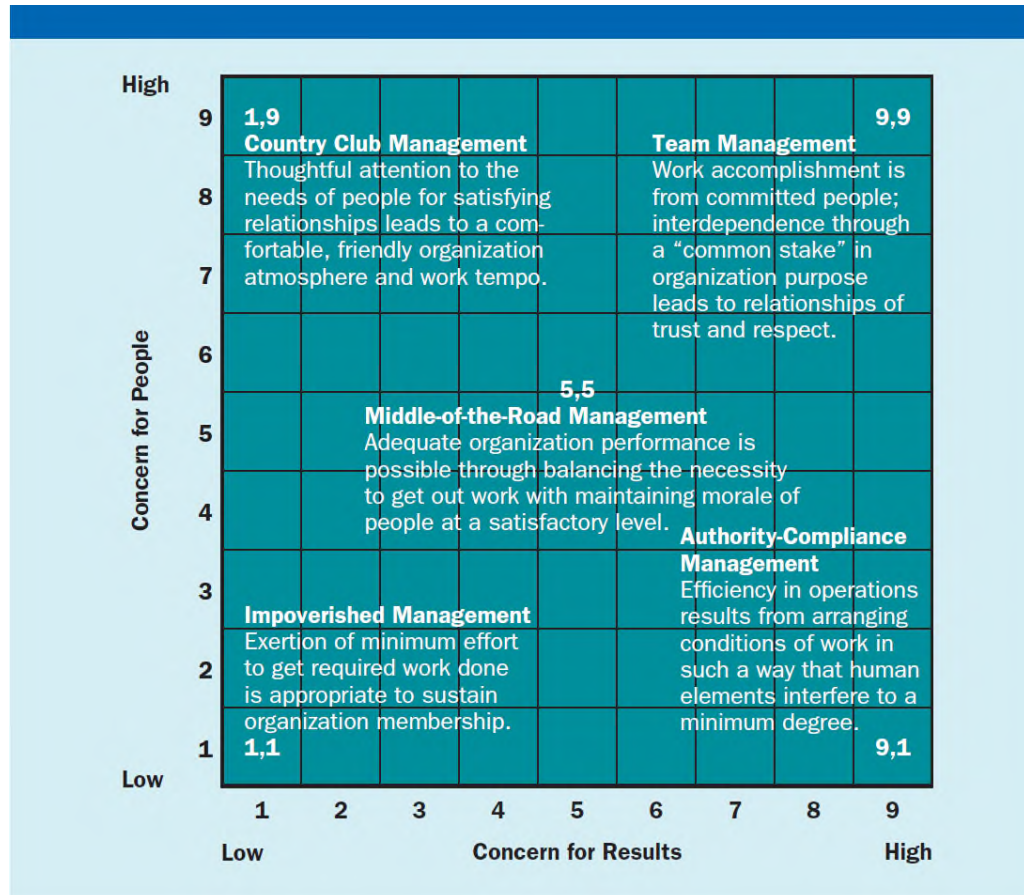 High
9
8
7
6
5
4
3
2
1
Low
Concern for People
1,9
Country Club Management
Thoughtful attention to the
needs of people for satisfying
relationships leads to a com-
fortable, friendly organization
atmosphere and work tempo.
9,9
Team Management
Work accomplishment is
from committed people;
interdependence through
a “common stake” in
organization purpose
leads to relationships of
trust and respect.
5,5
Middle-of-the-Road Management
Adequate organization performance is
possible through balancing the necessity
to get out work with maintaining morale of
people at a satisfactory level.
Impoverished Management
Exertion of minimum effort
to get required work done
is appropriate to sustain
organization membership.
1,1
Authority-Compliance
Management
Efficiency in operations
results from arranging
conditions of work in
such a way that human
elements interfere to a
minimum degree.
9,1
1 2 3 4 5 6 7 8 9
Low Concern for Results High